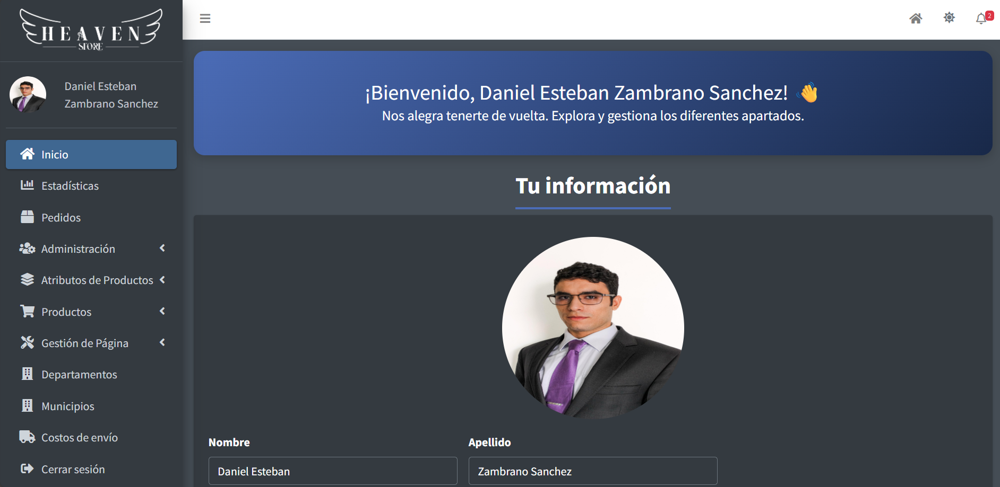 HEAVEN
STORE
2
Daniel Esteban
Zambrano Sanchez
Inicio
Estadísticas
Pedidos
Administración
Atributos de Productos
Productos
Gestión de Página
Departamentos
Municipios
Costos de envío
Cerrar sesión
¡Bienvenido, Daniel Esteban Zambrano Sanchez! 👋
Nos alegra tenerte de vuelta. Explora y gestiona los diferentes apartados.
Tu información
Nombre
Daniel Esteban
Apellido
Zambrano Sanchez